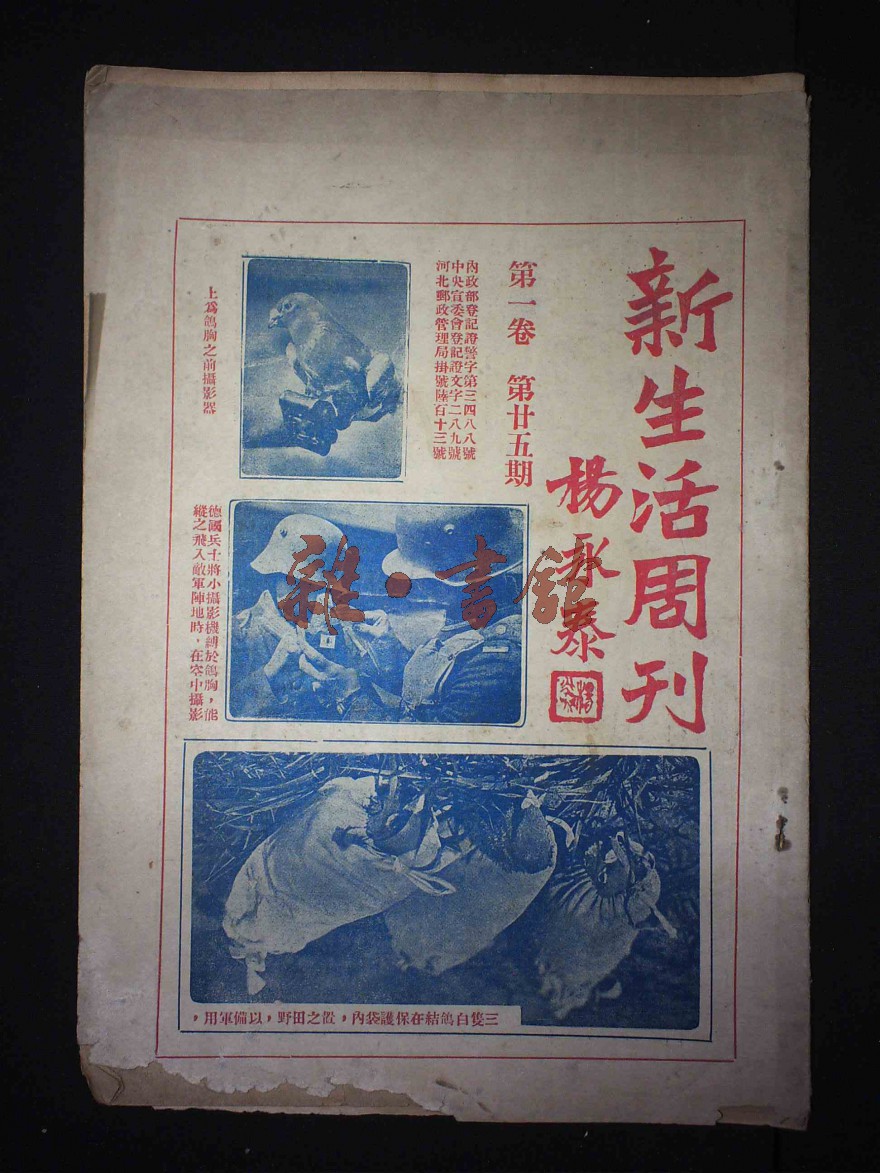 新生活周刊
楊永泰
第一卷 第廿五期
內政部登記證警字第三四八八號
中央宣委會登記證文字二八九號
河北郵政管理局掛號陸百十三號
上爲鴿胸之前攝影器
德國兵士將小攝影機縛於鴿胸，能
縱之飛入敵軍陣地時，在空中攝影
三隻白鴿結在保護袋內，置之田野，以備軍用，
雜·書館